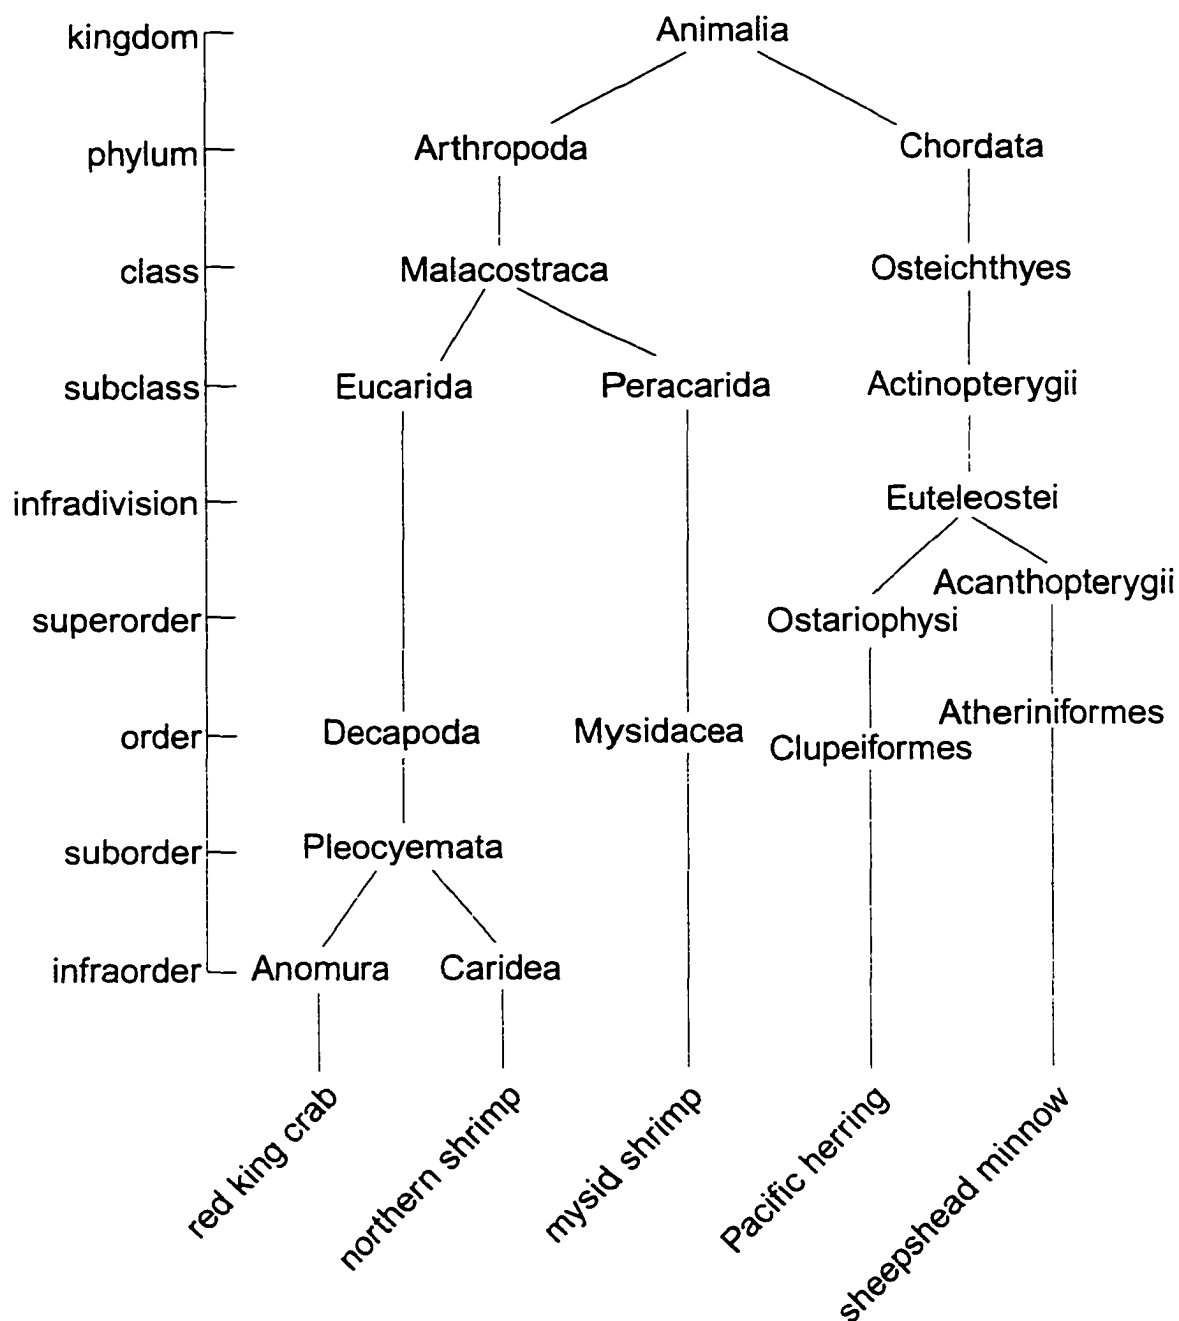 kingdom
Animalia
phylum
Arthropoda
Chordata
class
Malacostraca
Osteichthyes
subclass
Eucarida
Peracarida
Actinopterygii
infradivision
Euteleostei
Acanthopterygii
superorder
Ostariophysi
order
Decapoda
Mysidacea
Atheriniformes
Clupeiformes
suborder
Pleocyemata
infraorder
Anomura
Caridea
red king crab
northern shrimp
mysid shrimp
Pacific herring
sheepshead minnow